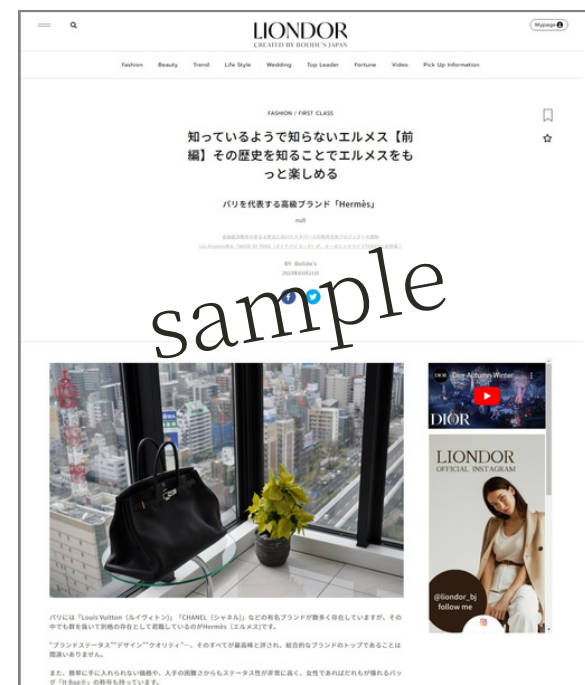 LIONDOR
CREATED BY BOLIDE'S JAPAN
Mypage
Fashion Beauty Trend Life Style Wedding Top Leader Fortune Video Pick Up Information
FASHION / FIRST CLASS
知っているようで知らないエルメス【前
編】その歴史を知ることでエルメスをも
っと楽しめる
パリを代表する高級ブランド「Hermès」
null
BY Bolide's
sample
DIOR
Dior Autumn-Winter...
DIOR
LIONDOR
OFFICIAL INSTAGRAM
@liondor_bj
follow me
パリには「Louis Vuitton（ルイヴィトン）」「CHANEL（シャネル）」などの有名ブランドが数多く存在していますが、その
中でも群を抜いて別格の存在として君臨しているのがHermès（エルメス)です。
"ブランドステータス""デザイン""クオリティ"…、そのすべてが最高峰と評され、総合的なブランドのトップであることは
間違いありません。
また、簡単に手に入れられない価格や、入手の困難さからもステータス性が非常に高く、女性であればだれもが憧れるバッ
グ「It Bag※」の称号も持っています。